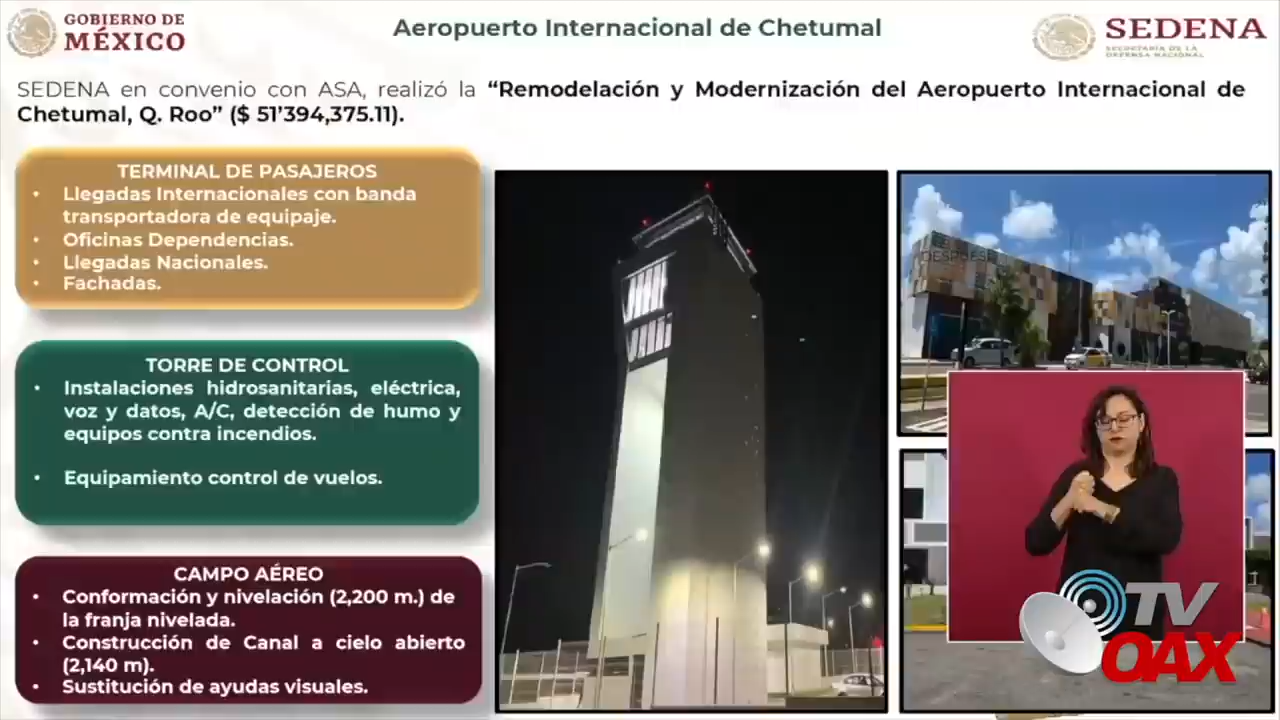 GOBIERNO DE
MÉXICO
Aeropuerto Internacional de Chetumal
SEDENA
SECRETARÍA DE LA
DEFENSA NACIONAL
SEDENA en convenio con ASA, realizó la “Remodelación y Modernización del Aeropuerto Internacional de
Chetumal, Q. Roo” ($ 51’394,375.11).
TERMINAL DE PASAJEROS
• Llegadas Internacionales con banda
transportadora de equipaje.
• Oficinas Dependencias.
• Llegadas Nacionales.
• Fachadas.
TORRE DE CONTROL
• Instalaciones hidrosanitarias, eléctrica,
voz y datos, A/C, detección de humo y
equipos contra incendios.
• Equipamiento control de vuelos.
CAMPO AÉREO
• Conformación y nivelación (2,200 m.) de
la franja nivelada.
• Construcción de Canal a cielo abierto
(2,140 m).
• Sustitución de ayudas visuales.
DESPUÉS
TV
OAX